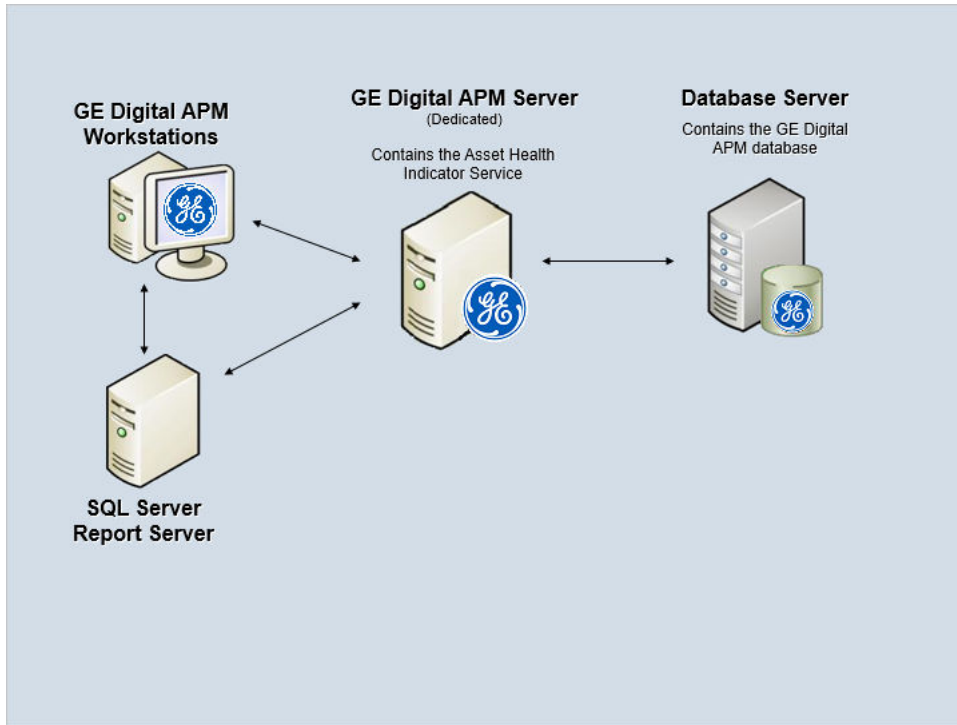 GE Digital APM
Workstations
GE Digital APM Server
(Dedicated)
Contains the Asset Health
Indicator Service
Database Server
Contains the GE Digital
APM database
SQL Server
Report Server